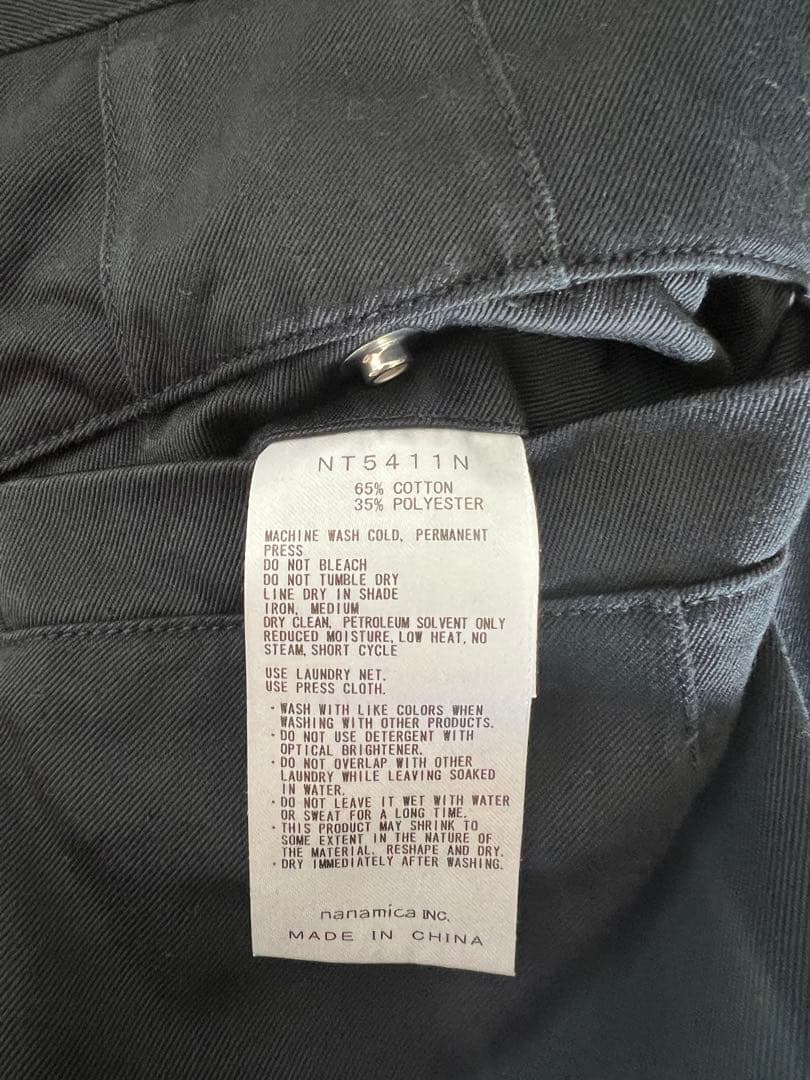 NT5411N
65% COTTON
35% POLYESTER
MACHINE WASH COLD, PERMANENT
PRESS
DO NOT BLEACH
DO NOT TUMBLE DRY
LINE DRY IN SHADE
IRON, MEDIUM
DRY CLEAN, PETROLEUM SOLVENT ONLY
REDUCED MOISTURE, LOW HEAT, NO
STEAM, SHORT CYCLE
USE LAUNDRY NET.
USE PRESS CLOTH.
・WASH WITH LIKE COLORS WHEN
WASHING WITH OTHER PRODUCTS.
・DO NOT USE DETERGENT WITH
OPTICAL BRIGHTENER.
・DO NOT OVERLAP WITH OTHER
LAUNDRY WHILE LEAVING SOAKED
IN WATER.
・DO NOT LEAVE IT WET WITH WATER
OR SWEAT FOR A LONG TIME.
・THIS PRODUCT MAY SHRINK TO
SOME EXTENT IN THE NATURE OF
THE MATERIAL. RESHAPE AND DRY.
・DRY IMMEDIATELY AFTER WASHING.
nanamica INC.
MADE IN CHINA